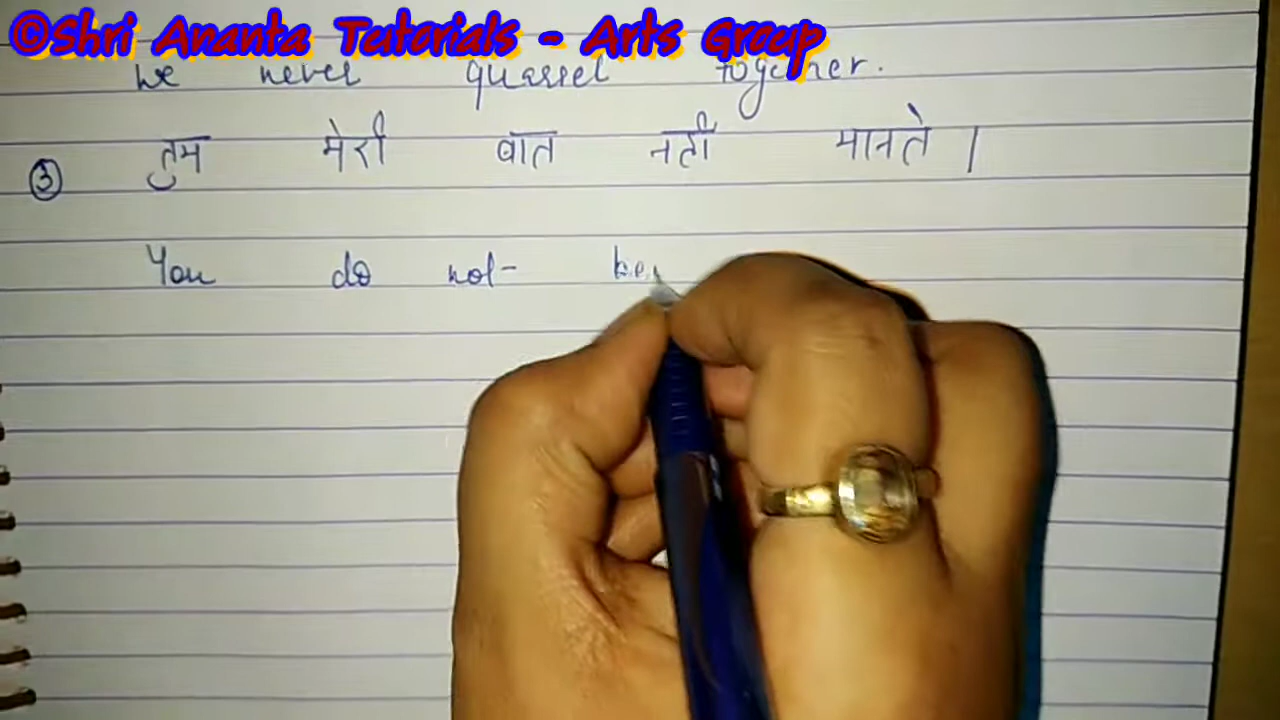 ©Shri Ananta Tutorials - Arts Group
We never quarrel together.
③ तुम मेरी बात नही मानते |
You do not